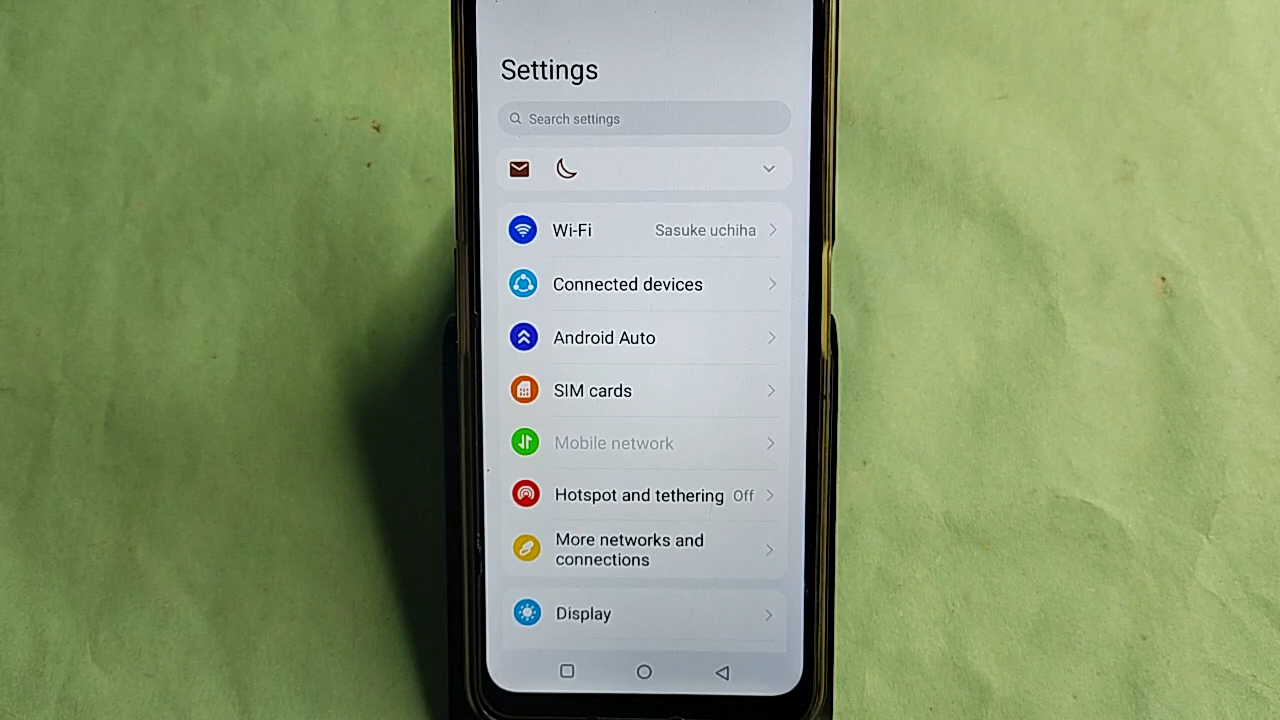 Settings
Search settings
Wi-Fi Sasuke uchiha
Connected devices
Android Auto
SIM cards
Mobile network
Hotspot and tethering Off
More networks and
connections
Display